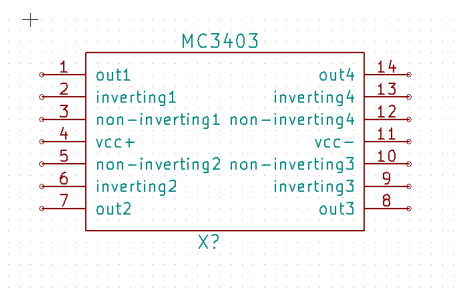 MC3403
1 out1 out4 14
2 inverting1 inverting4 13
3 non-inverting1 non-inverting4 12
4 vcc+ vcc- 11
5 non-inverting2 non-inverting3 10
6 inverting2 inverting3 9
7 out2 out3 8
X?